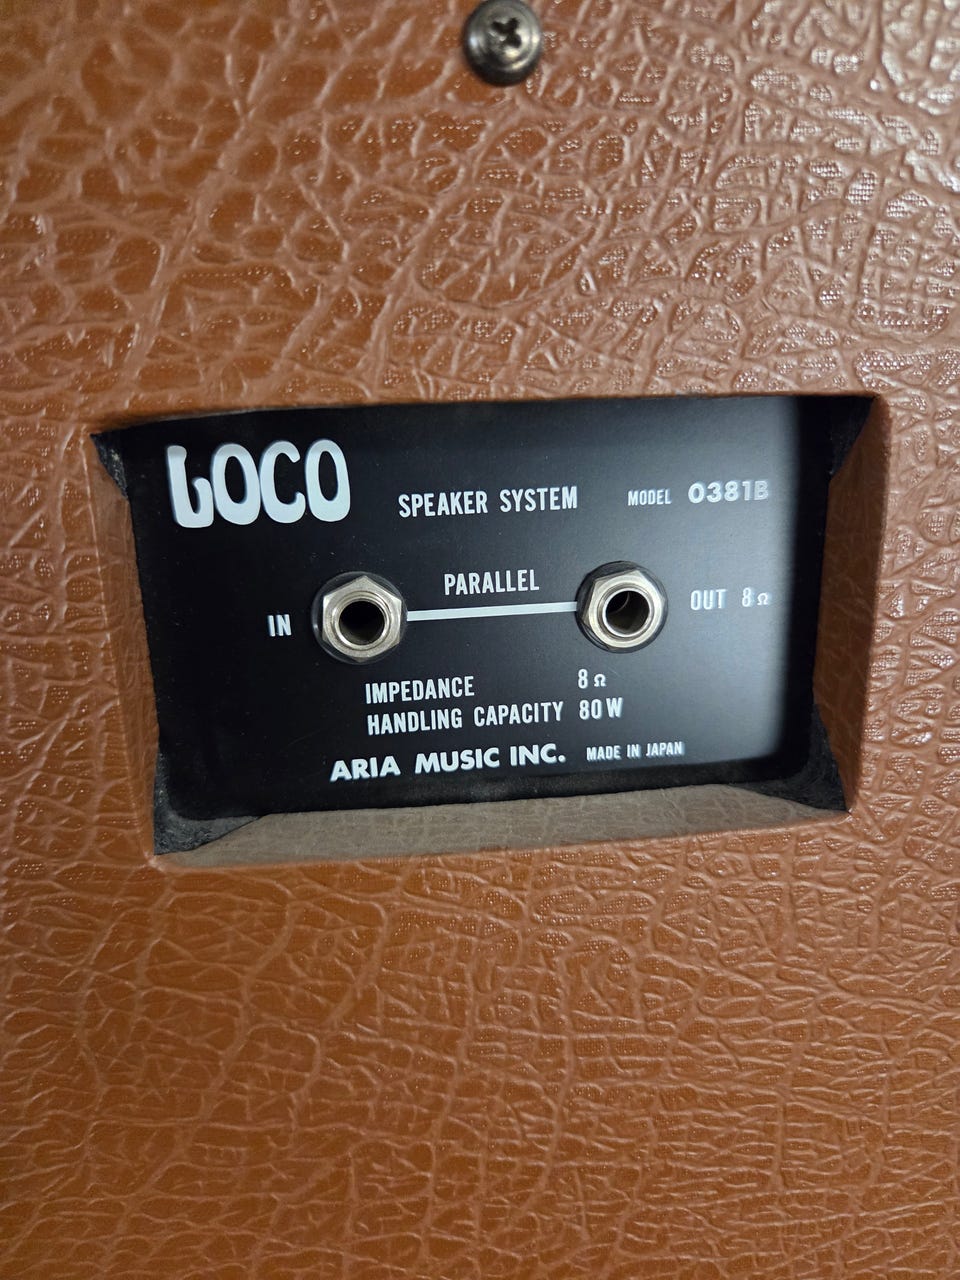 LOCO SPEAKER SYSTEM MODEL 0381B
PARALLEL
IN OUT 8Ω
IMPEDANCE 8Ω
HANDLING CAPACITY 80W
ARIA MUSIC INC. MADE IN JAPAN